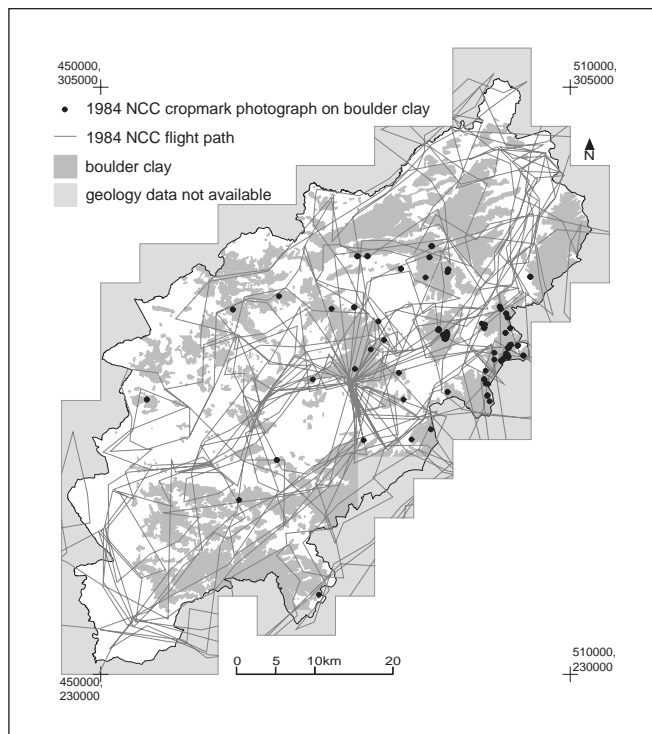 450000,
305000
510000,
305000
1984 NCC cropmark photograph on boulder clay
1984 NCC flight path
boulder clay
geology data not available
N
0 5 10km 20
450000,
230000
510000,
230000